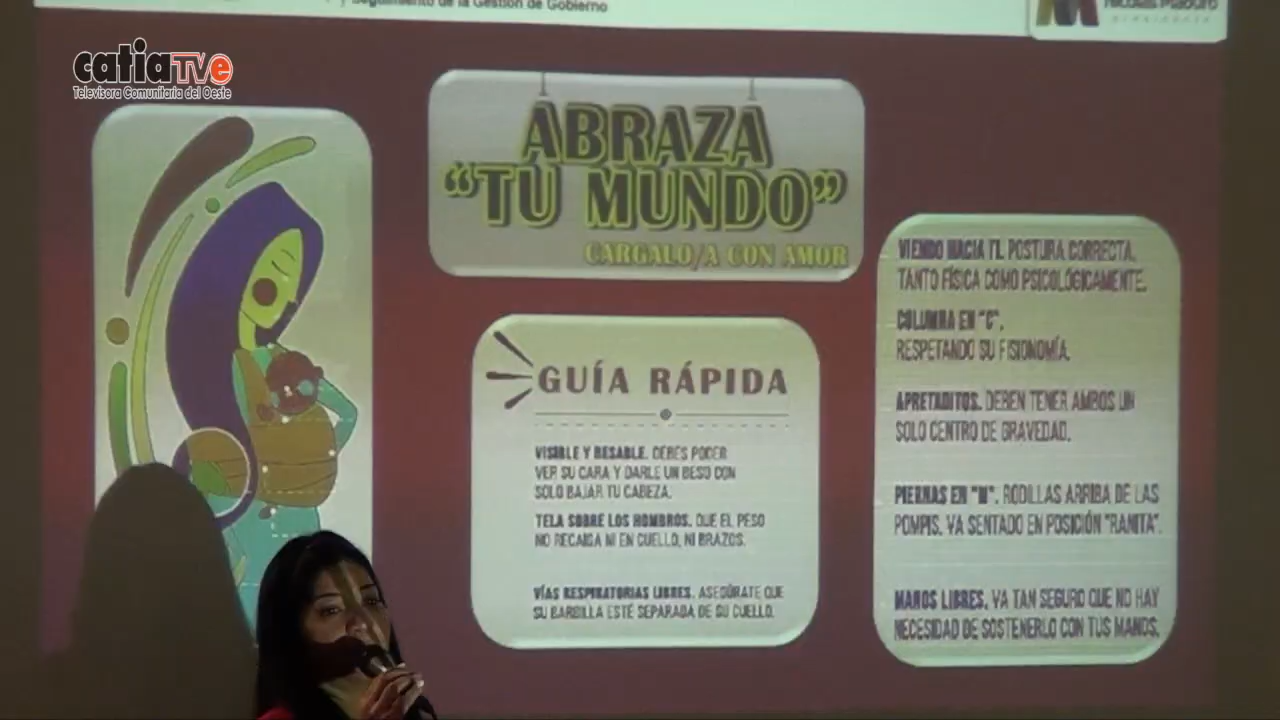 y Seguimiento de la Gestión de Gobierno
Nicolás Maduro
catiaTVe
Televisora Comunitaria del Oeste
ABRAZA
“TU MUNDO”
CARGALO/A CON AMOR
GUÍA RÁPIDA
VISIBLE Y BESABLE. DEBES PODER
VER SU CARA Y DARLE UN BESO CON
SOLO BAJAR TU CABEZA.
TELA SOBRE LOS HOMBROS. QUE EL PESO
NO RECAIGA NI EN CUELLO, NI BRAZOS.
VÍAS RESPIRATORIAS LIBRES. ASEGÚRATE QUE
SU BARBILLA ESTÉ SEPARADA DE SU CUELLO.
VIENDO HACIA TI. POSTURA CORRECTA,
TANTO FÍSICA COMO PSICOLÓGICAMENTE.
COLUMNA EN "C".
RESPETANDO SU FISIONOMÍA.
APRETADITOS. DEBEN TENER AMBOS UN
SOLO CENTRO DE GRAVEDAD.
PIERNAS EN "M". RODILLAS ARRIBA DE LAS
POMPIS. VA SENTADO EN POSICIÓN "RANITA".
MANOS LIBRES. VA TAN SEGURO QUE NO HAY
NECESIDAD DE SOSTENERLO CON TUS MANOS.